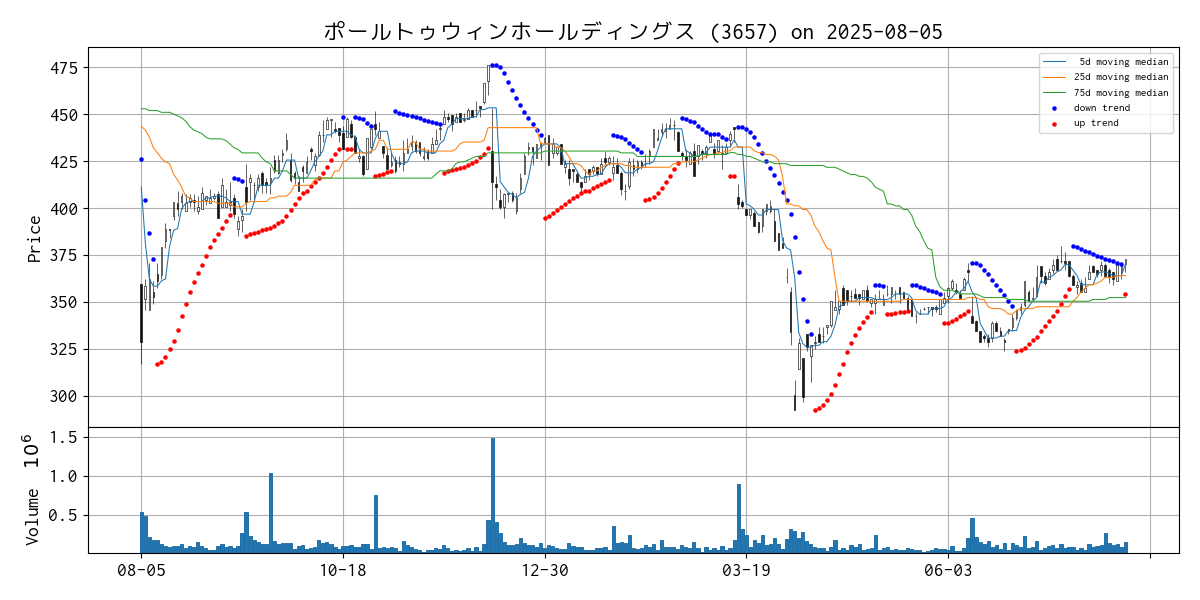 ポールトゥウィンホールディングス (3657) on 2025-08-05
475
450
425
400
375
350
325
300
Price
5d moving median
25d moving median
75d moving median
down trend
up trend
1.5
1.0
0.5
Volume 10^6
08-05 10-18 12-30 03-19 06-03